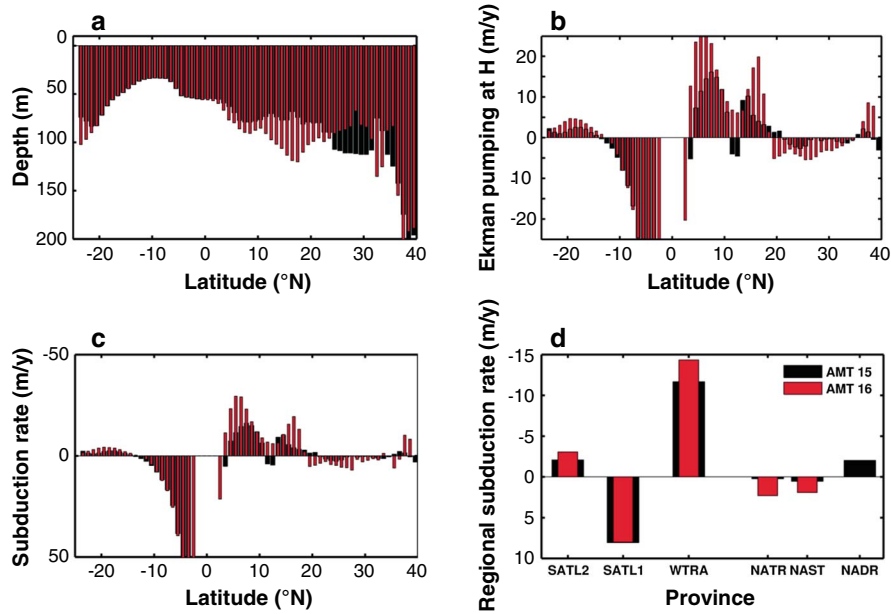 a
0
50
100
150
200
Depth (m)
-20
-10
0
10
20
30
40
Latitude (°N)
b
20
10
0
-10
-20
Ekman pumping at H (m/y)
-20
-10
0
10
20
30
40
Latitude (°N)
c
-50
0
50
Subduction rate (m/y)
-20
-10
0
10
20
30
40
Latitude (°N)
d
-15
-10
-5
0
5
10
Regional subduction rate (m/y)
AMT 15
AMT 16
SATL2
SATL1
WTRA
NATR
NAST
NADR
Province